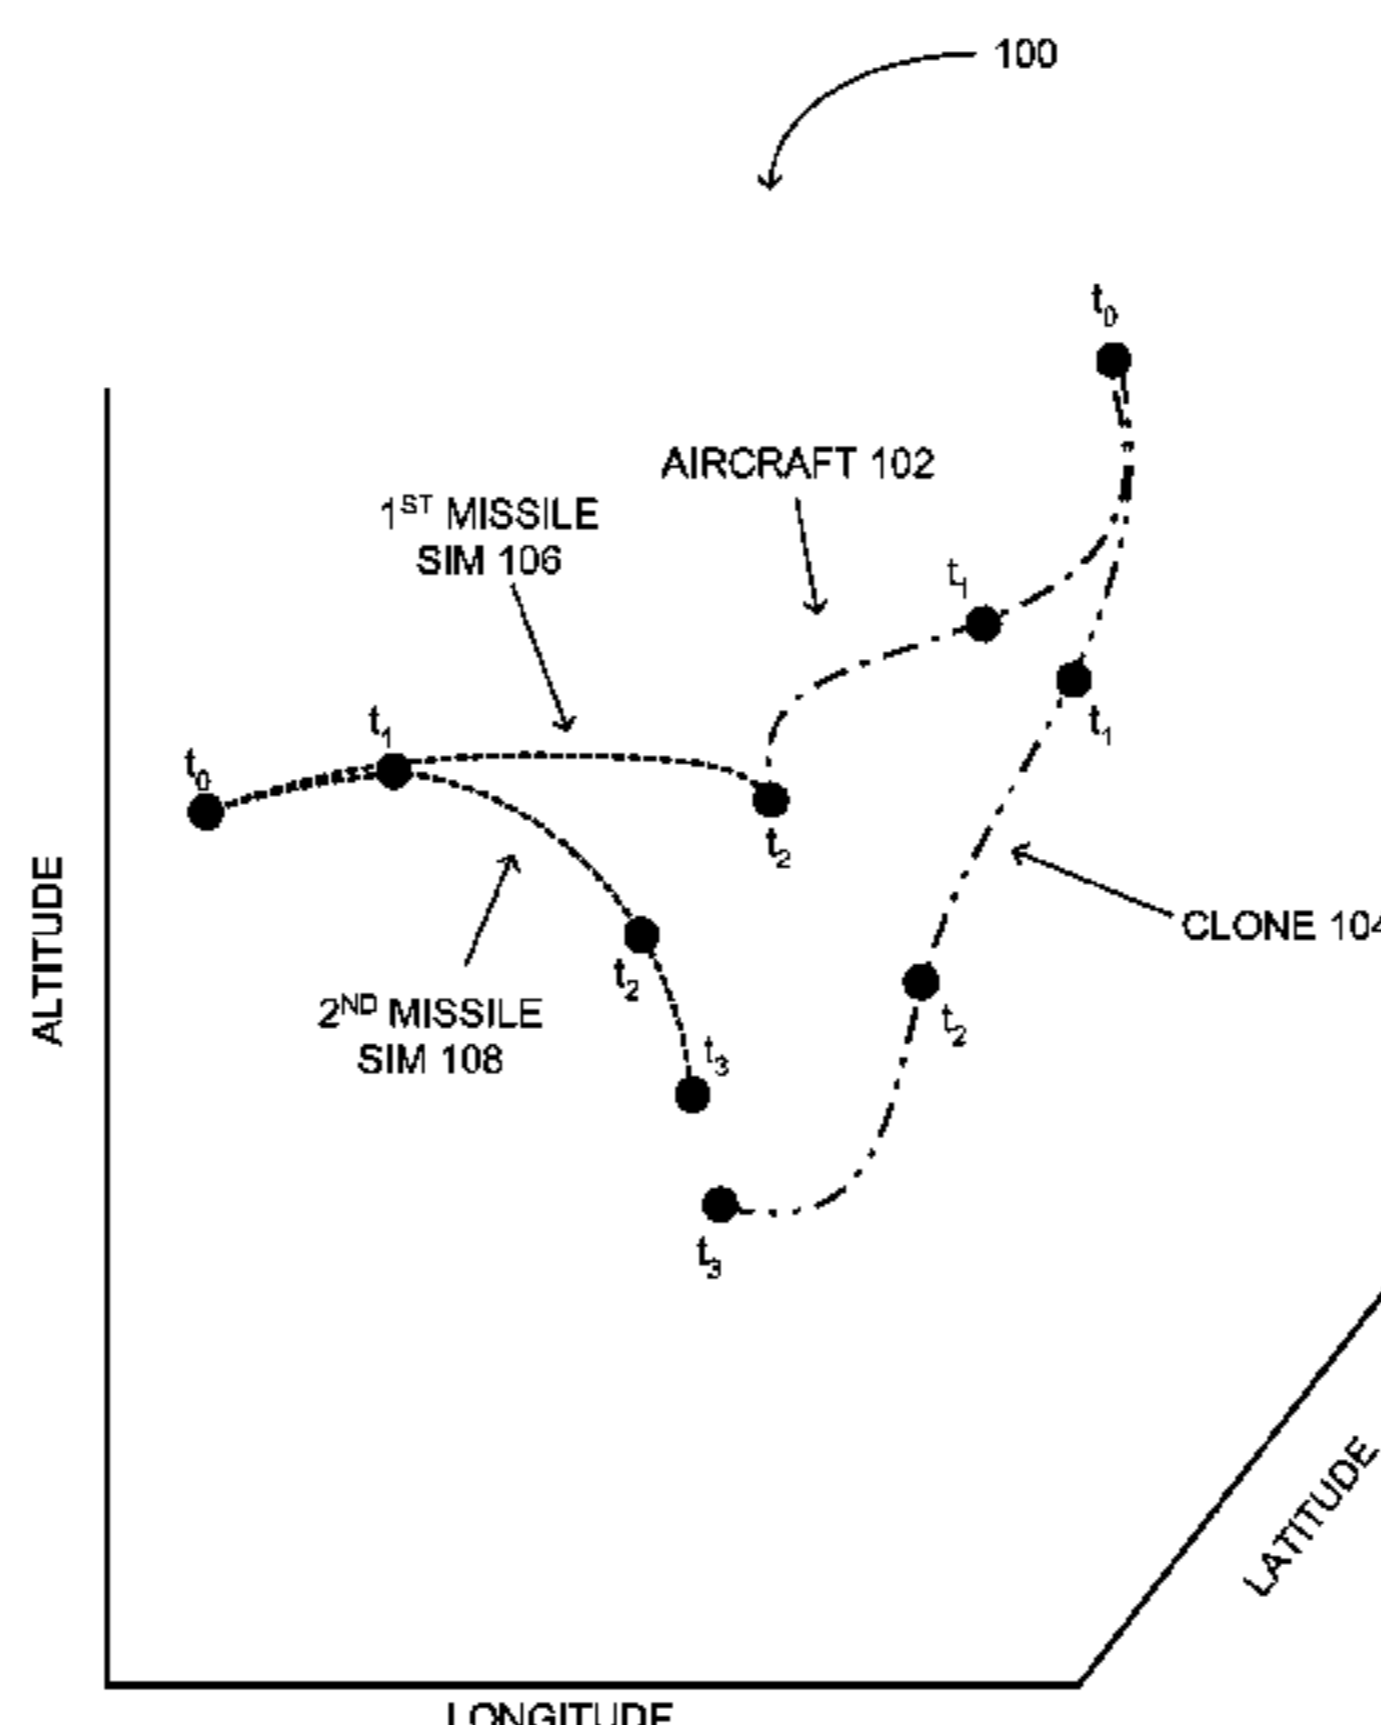 100
t0
AIRCRAFT 102
1ST MISSILE
SIM 106
t1
t1
t1
t0
t2
CLONE 104
t2
t2
2ND MISSILE
SIM 108
t3
t3
ALTITUDE
LATITUDE
LONGITUDE